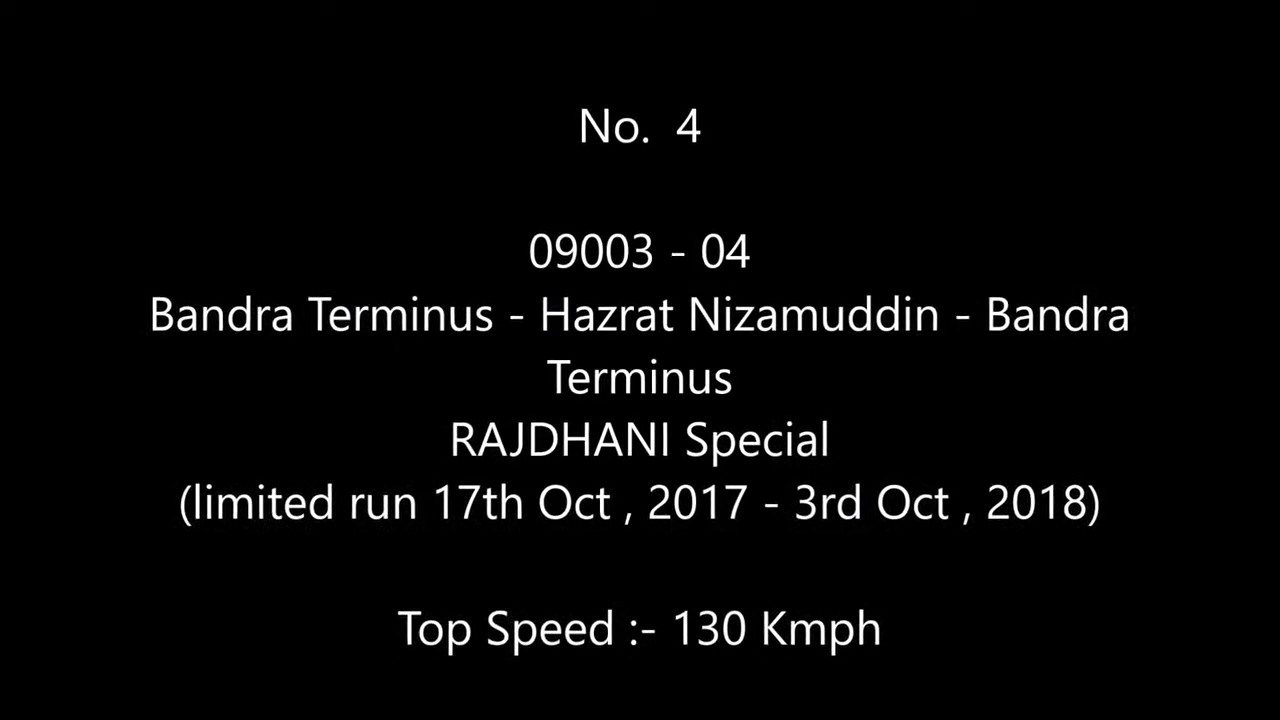 No.  4
09003 - 04
Bandra Terminus - Hazrat Nizamuddin - Bandra
Terminus
RAJDHANI Special
(limited run 17th Oct , 2017 - 3rd Oct , 2018)
Top Speed :- 130 Kmph